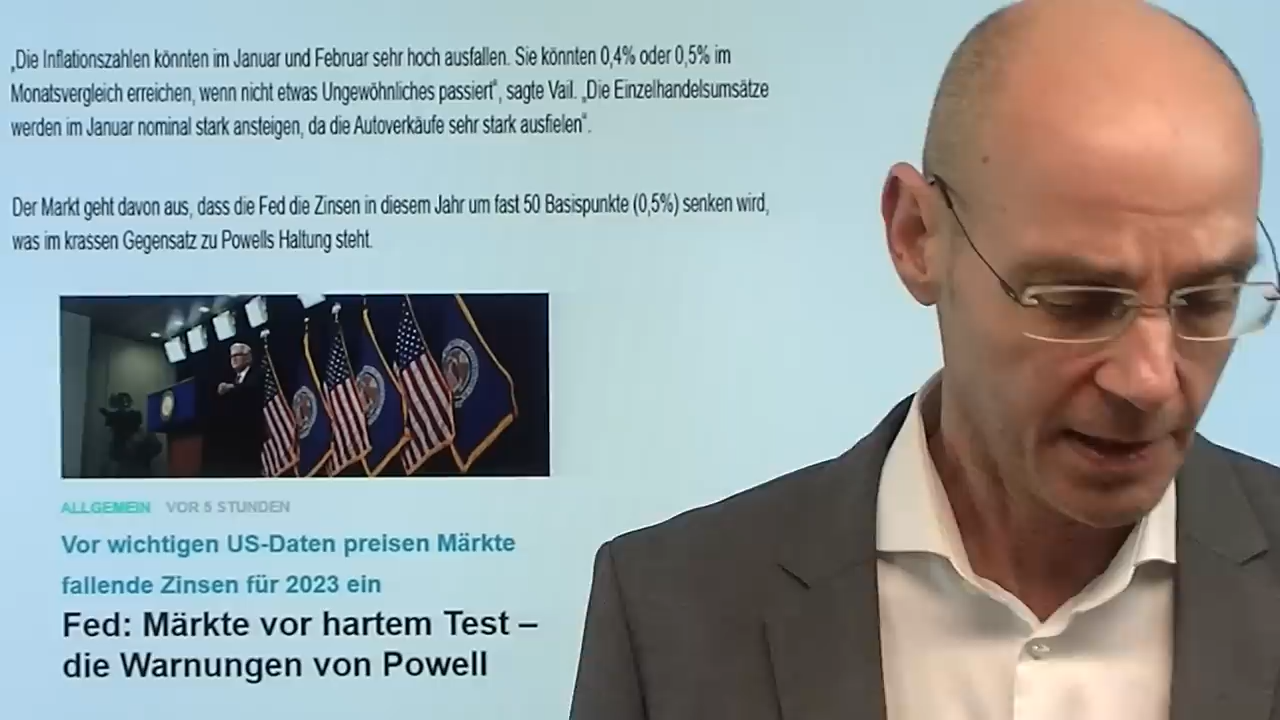 „Die Inflationszahlen könnten im Januar und Februar sehr hoch ausfallen. Sie könnten 0,4% oder 0,5% im
Monatsvergleich erreichen, wenn nicht etwas Ungewöhnliches passiert“, sagte Vail. „Die Einzelhandelsumsätze
werden im Januar nominal stark ansteigen, da die Autoverkäufe sehr stark ausfielen“.
Der Markt geht davon aus, dass die Fed die Zinsen in diesem Jahr um fast 50 Basispunkte (0,5%) senken wird,
was im krassen Gegensatz zu Powells Haltung steht.
ALLGEMEIN VOR 5 STUNDEN
Vor wichtigen US-Daten preisen Märkte
fallende Zinsen für 2023 ein
Fed: Märkte vor hartem Test –
die Warnungen von Powell